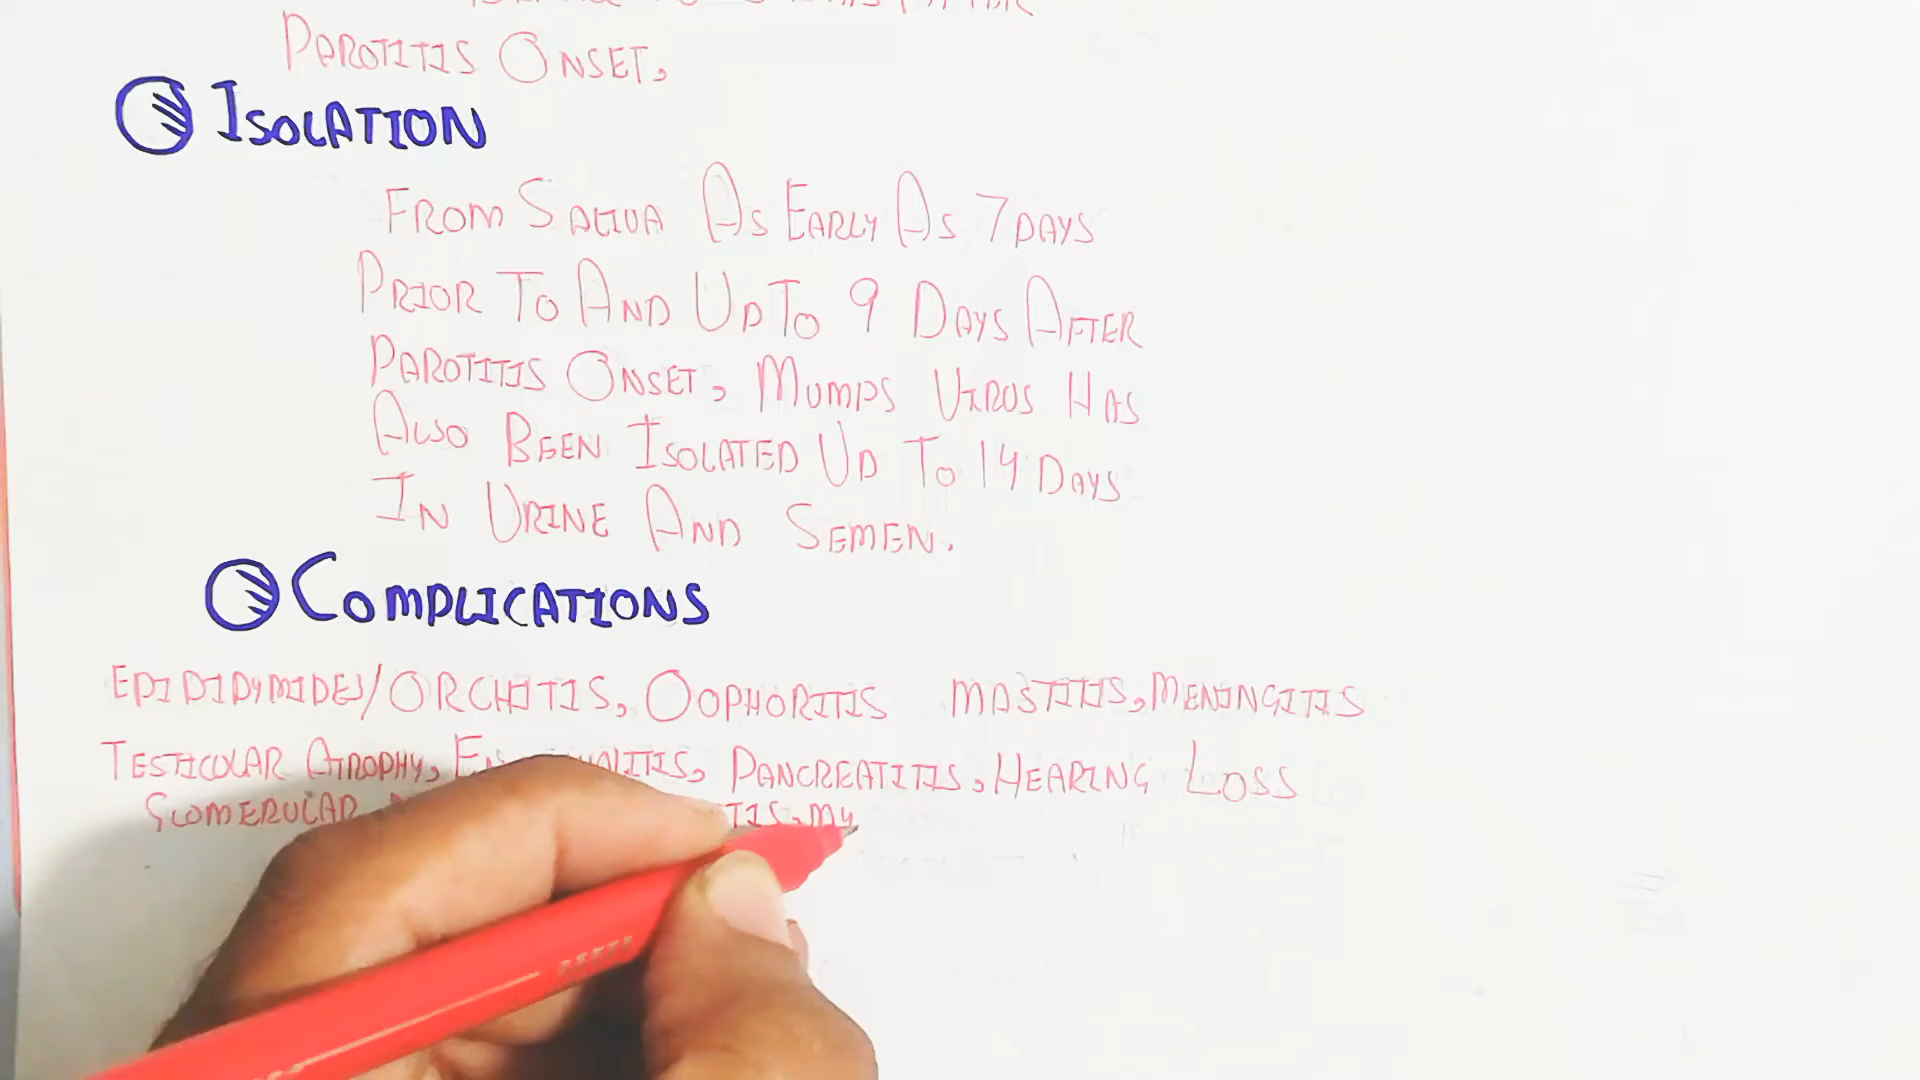 PAROTITIS ONSET,
ISOLATION
FROM SALIVA AS EARLY AS 7 DAYS
PRIOR TO AND UP TO 9 DAYS AFTER
PAROTITIS ONSET, MUMPS VIRUS HAS
ALSO BEEN ISOLATED UP TO 14 DAYS
IN URINE AND SEMEN.
COMPLICATIONS
EPIDIDYMIDES/ORCHITIS, OOPHORITIS MASTITIS, MENINGITIS
TESTICULAR ATROPHY, PANCREATITIS, HEARING LOSS
GLOMERULAR MY